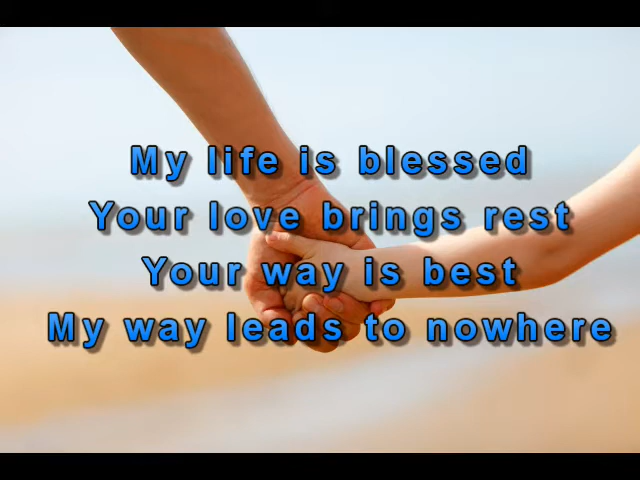 My life is blessed
Your love brings rest
Your way is best
My way leads to nowhere